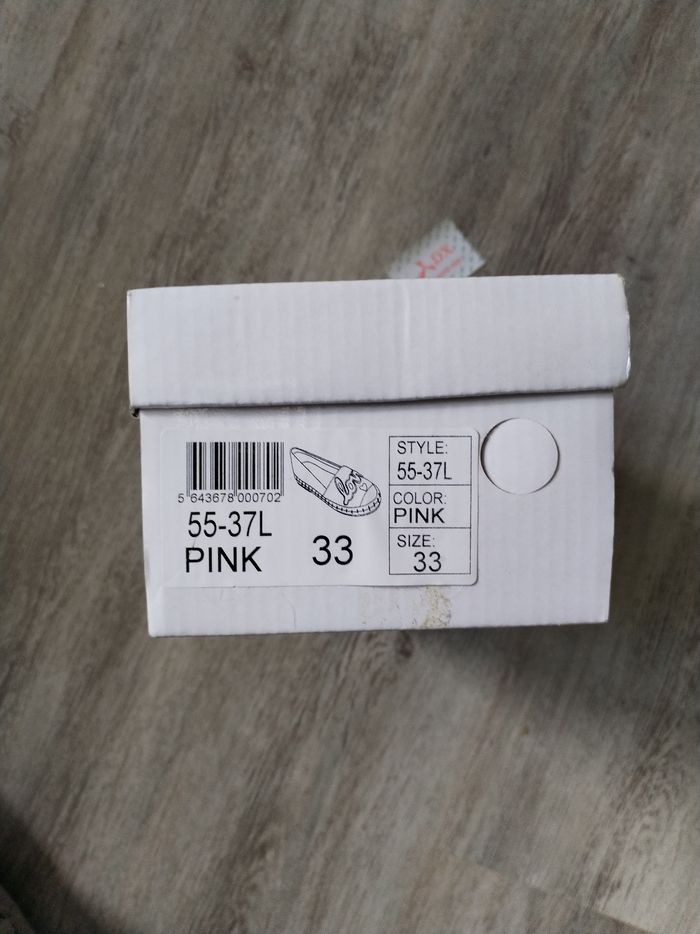 5 643678 000702
55-37L
PINK
33
STYLE:
55-37L
COLOR:
PINK
SIZE:
33